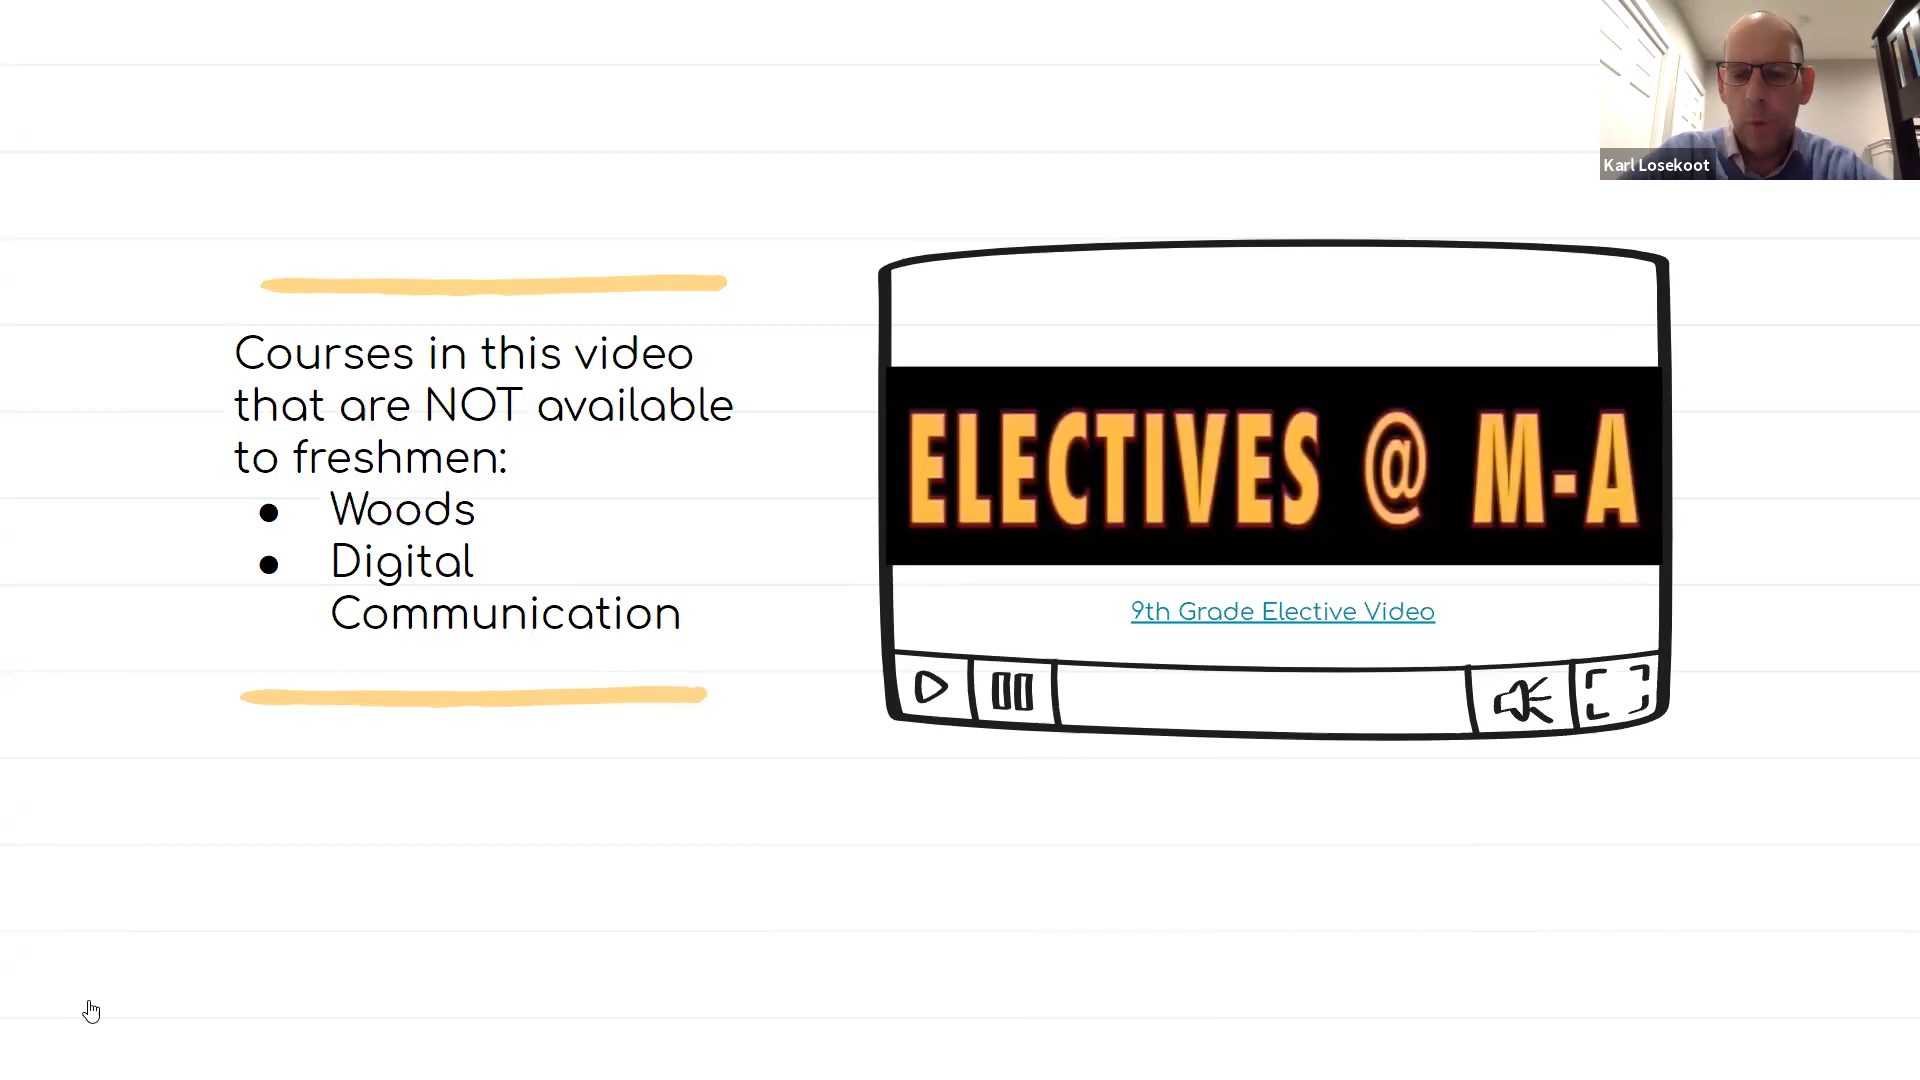 Karl Losekoot
Courses in this video
that are NOT available
to freshmen:
● Woods
● Digital
Communication
ELECTIVES @ M-A
9th Grade Elective Video